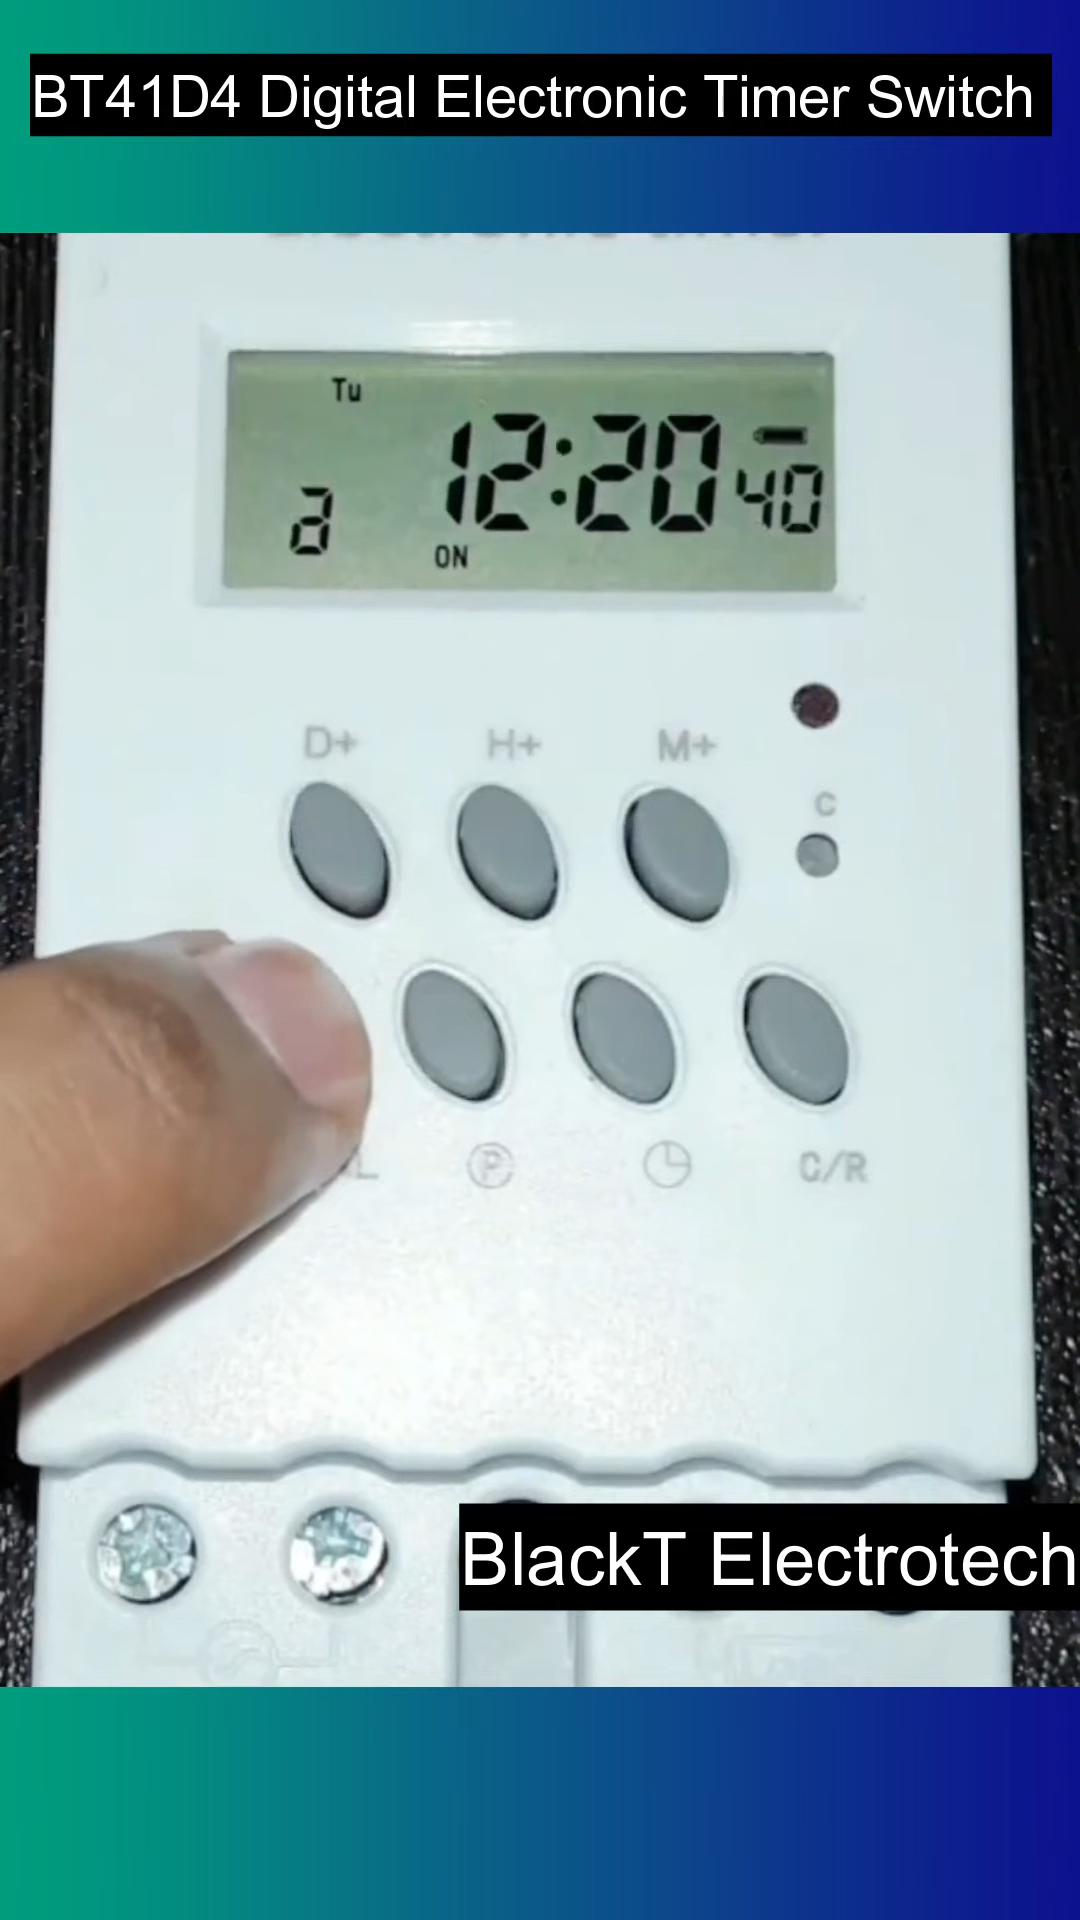 BT41D4 Digital Electronic Timer Switch
Tu
12:20 40
a
ON
D+ H+ M+
C
L P C/R
BlackT Electrotech